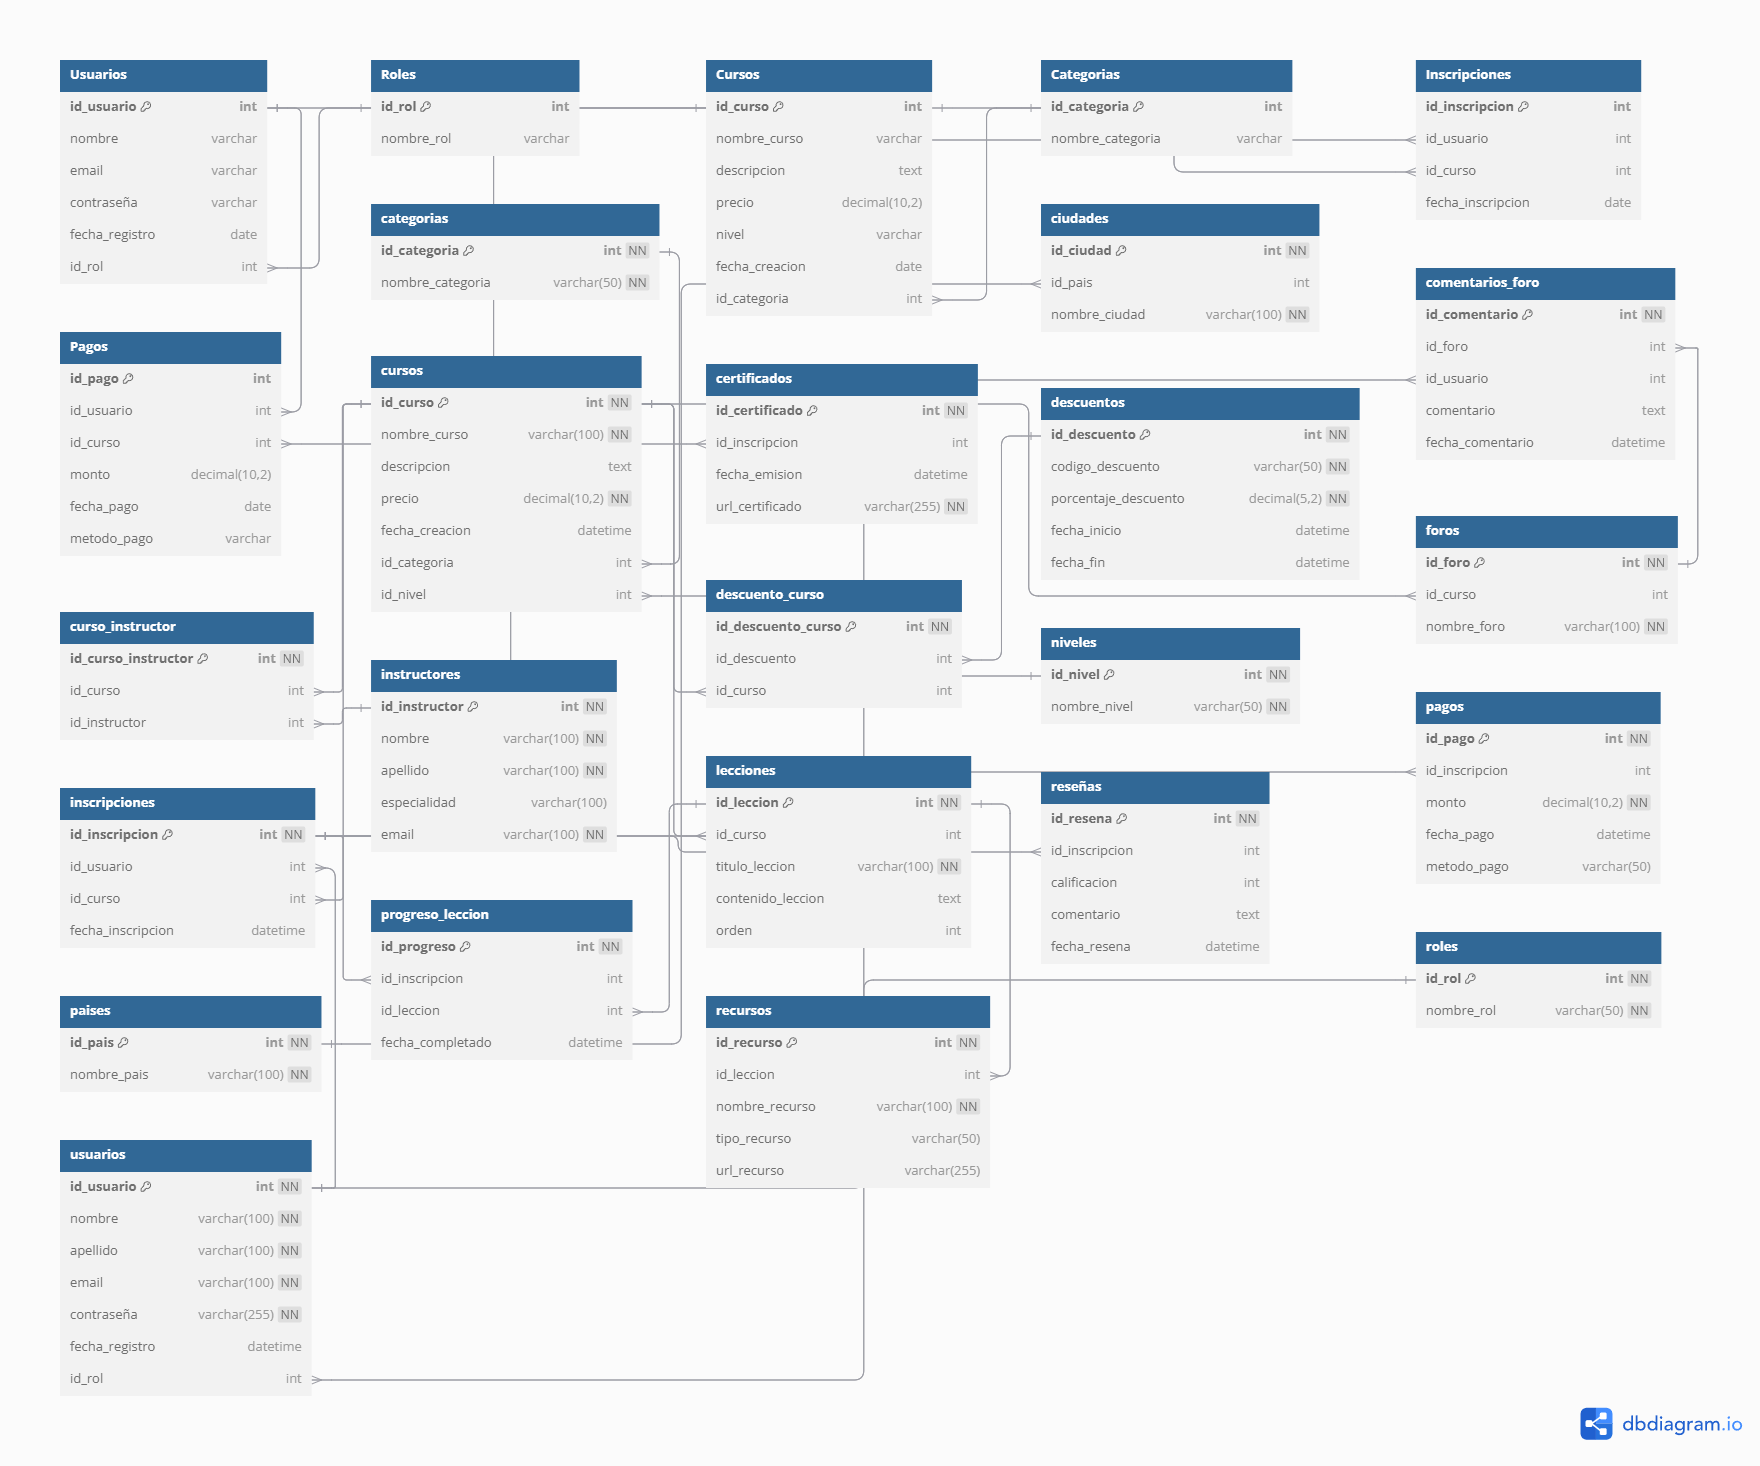 Usuarios
id_usuario int
nombre varchar
email varchar
contraseña varchar
fecha_registro date
id_rol int
Roles
id_rol int
nombre_rol varchar
Cursos
id_curso int
nombre_curso varchar
descripcion text
precio decimal(10,2)
nivel varchar
fecha_creacion date
id_categoria int
Categorias
id_categoria int
nombre_categoria varchar
Inscripciones
id_inscripcion int
id_usuario int
id_curso int
fecha_inscripcion date
categorias
id_categoria int NN
nombre_categoria varchar(50) NN
ciudades
id_ciudad int NN
id_pais int
nombre_ciudad varchar(100) NN
comentarios_foro
id_comentario int NN
id_foro int
id_usuario int
comentario text
fecha_comentario datetime
Pagos
id_pago int
id_usuario int
id_curso int
monto decimal(10,2)
fecha_pago date
metodo_pago varchar
cursos
id_curso int NN
nombre_curso varchar(100) NN
descripcion text
precio decimal(10,2) NN
fecha_creacion datetime
id_categoria int
id_nivel int
certificados
id_certificado int NN
id_inscripcion int
fecha_emision datetime
url_certificado varchar(255) NN
descuentos
id_descuento int NN
codigo_descuento varchar(50) NN
porcentaje_descuento decimal(5,2) NN
fecha_inicio datetime
fecha_fin datetime
foros
id_foro int NN
id_curso int
nombre_foro varchar(100) NN
curso_instructor
id_curso_instructor int NN
id_curso int
id_instructor int
descuento_curso
id_descuento_curso int NN
id_descuento int
id_curso int
niveles
id_nivel int NN
nombre_nivel varchar(50) NN
instructores
id_instructor int NN
nombre varchar(100) NN
apellido varchar(100) NN
especialidad varchar(100)
email varchar(100) NN
pagos
id_pago int NN
id_inscripcion int
monto decimal(10,2) NN
fecha_pago datetime
metodo_pago varchar(50)
inscripciones
id_inscripcion int NN
id_usuario int
id_curso int
fecha_inscripcion datetime
lecciones
id_leccion int NN
id_curso int
titulo_leccion varchar(100) NN
contenido_leccion text
orden int
reseñas
id_resena int NN
id_inscripcion int
calificacion int
comentario text
fecha_resena datetime
progreso_leccion
id_progreso int NN
id_inscripcion int
id_leccion int
fecha_completado datetime
roles
id_rol int NN
nombre_rol varchar(50) NN
paises
id_pais int NN
nombre_pais varchar(100) NN
recursos
id_recurso int NN
id_leccion int
nombre_recurso varchar(100) NN
tipo_recurso varchar(50)
url_recurso varchar(255)
usuarios
id_usuario int NN
nombre varchar(100) NN
apellido varchar(100) NN
email varchar(100) NN
contraseña varchar(255) NN
fecha_registro datetime
id_rol int
dbdiagram.io